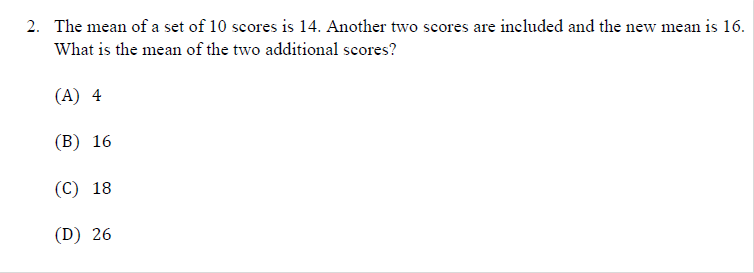 2. The mean of a set of 10 scores is 14. Another two scores are included and the new mean is 16.
What is the mean of the two additional scores?
(A) 4
(B) 16
(C) 18
(D) 26